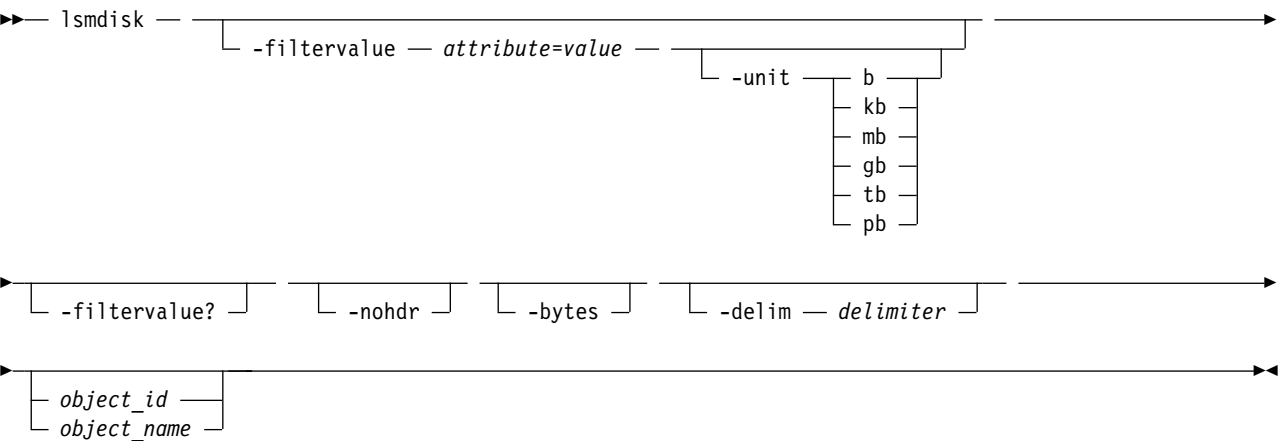 lsmdisk
-filtervalue attribute=value
-unit b
kb
mb
gb
tb
pb
-filtervalue? -nohdr -bytes -delim delimiter
object_id
object_name